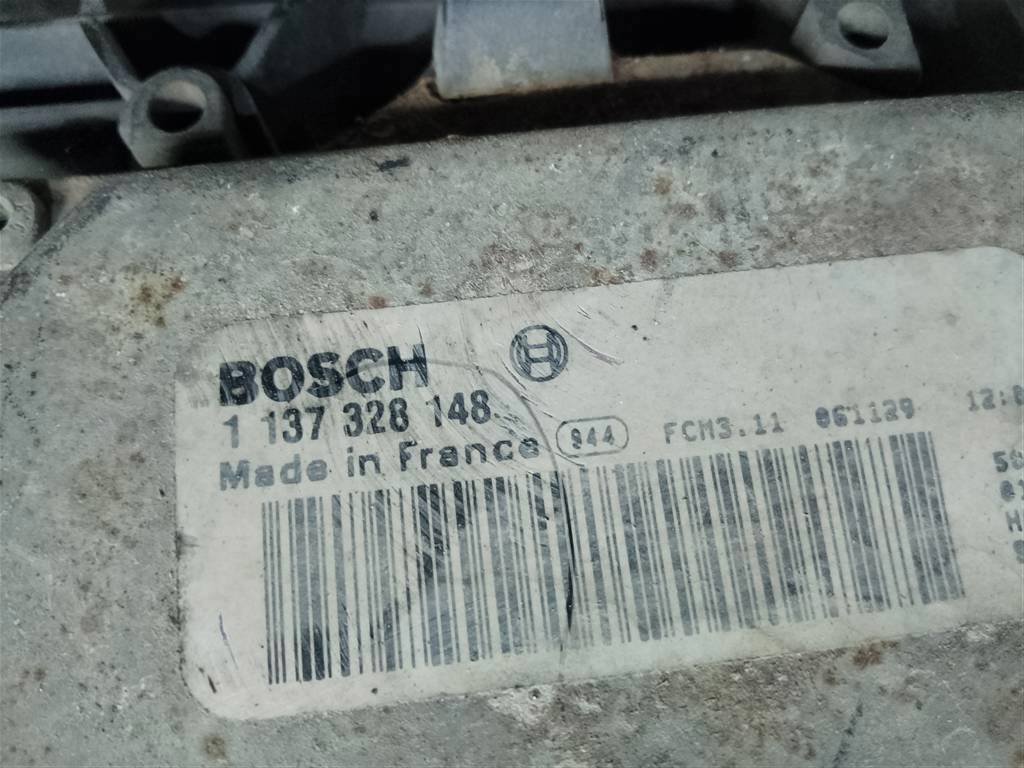 BOSCH
1 137 328 148
Made in France 944 FCM3.11 061129